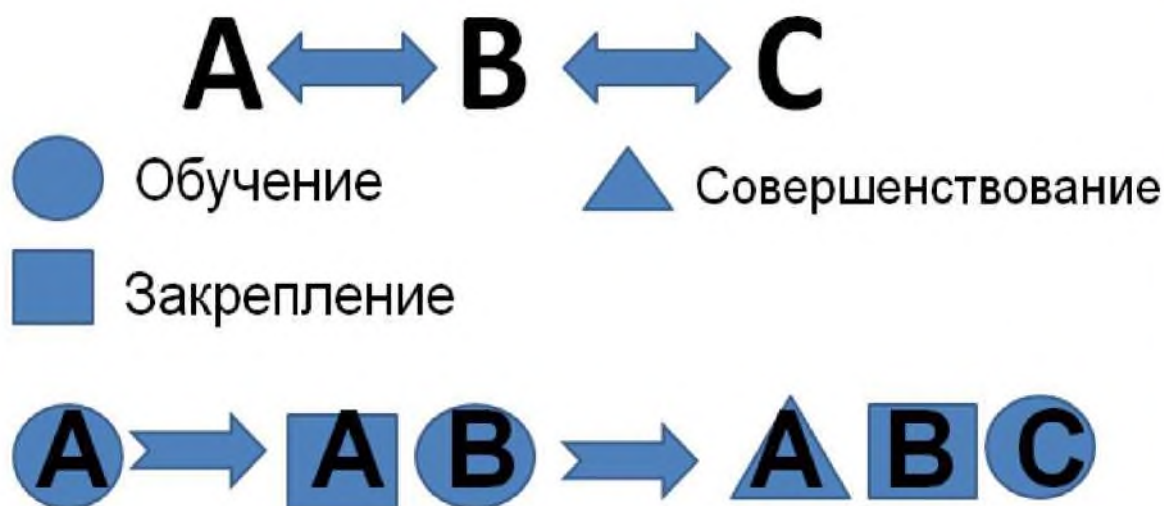 A B C
Обучение
Совершенствование
Закрепление
A A B A B C